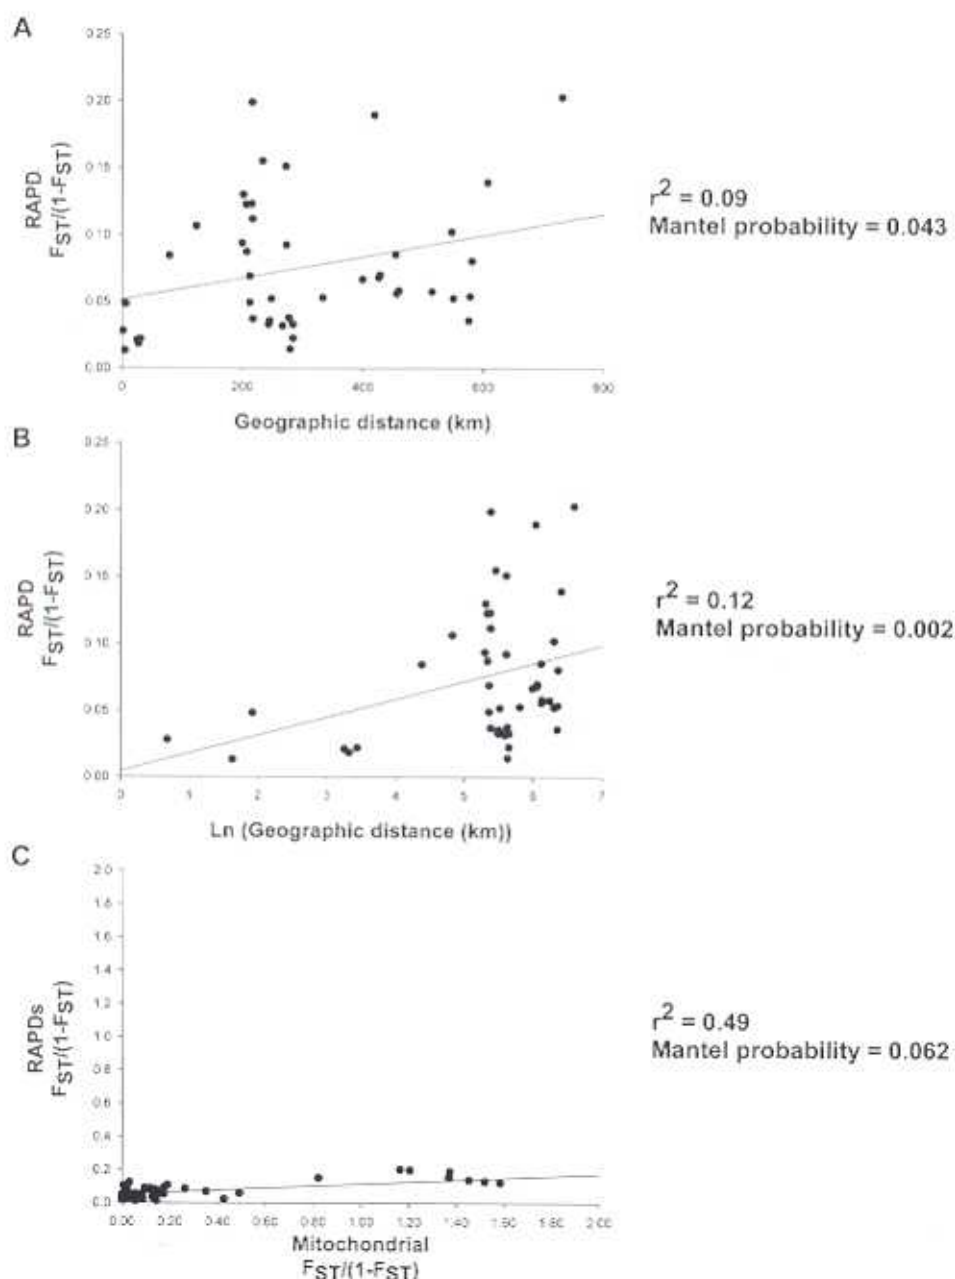 A
0.25
0.20
0.15
0.10
0.05
0.00
RAPD
FST/(1-FST)
0 200 400 600 800
Geographic distance (km)
r2 = 0.09
Mantel probability = 0.043
B
0.25
0.20
0.15
0.10
0.05
0.00
RAPD
FST/(1-FST)
0 1 2 3 4 5 6 7
Ln (Geographic distance (km))
r2 = 0.12
Mantel probability = 0.002
C
2.0
1.8
1.6
1.4
1.2
1.0
0.8
0.6
0.4
0.2
0.0
RAPDs
FST/(1-FST)
0.00 0.20 0.40 0.60 0.80 1.00 1.20 1.40 1.60 1.80 2.00
Mitochondrial
FST/(1-FST)
r2 = 0.49
Mantel probability = 0.062